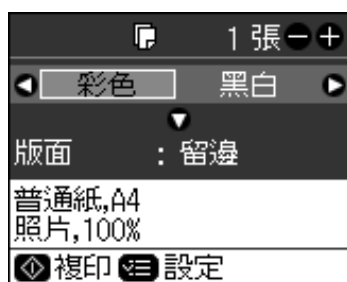 1 張
彩色 黑白
版面 : 留邊
普通紙,A4
照片,100%
複印 設定